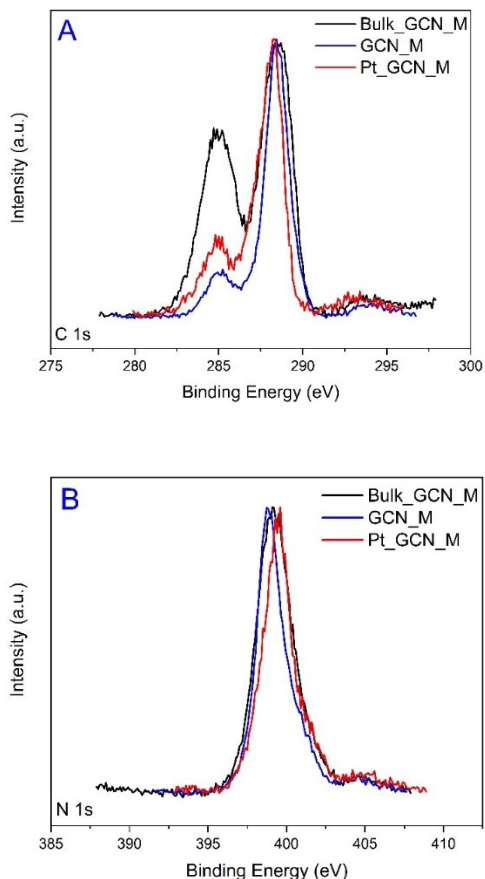 A
Bulk_GCN_M
GCN_M
Pt_GCN_M
Intensity (a.u.)
C 1s
275 280 285 290 295 300
Binding Energy (eV)
B
Bulk_GCN_M
GCN_M
Pt_GCN_M
Intensity (a.u.)
N 1s
385 390 395 400 405 410
Binding Energy (eV)